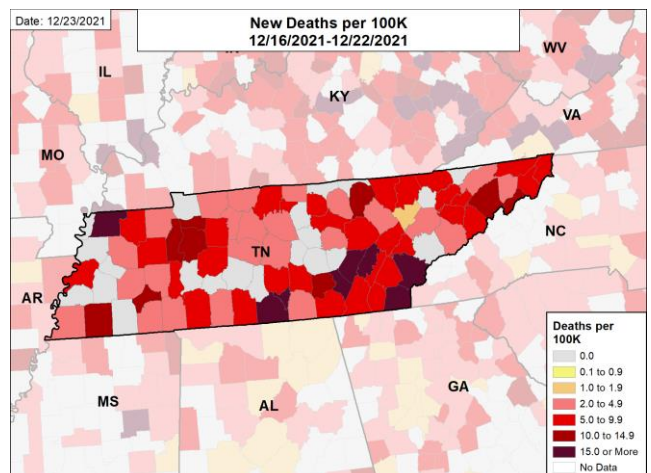 Date: 12/23/2021
New Deaths per 100K
12/16/2021-12/22/2021
IL
WV
KY
VA
MO
TN
NC
AR
MS
AL
GA
Deaths per
100K
0.0
0.1 to 0.9
1.0 to 1.9
2.0 to 4.9
5.0 to 9.9
10.0 to 14.9
15.0 or More
No Data